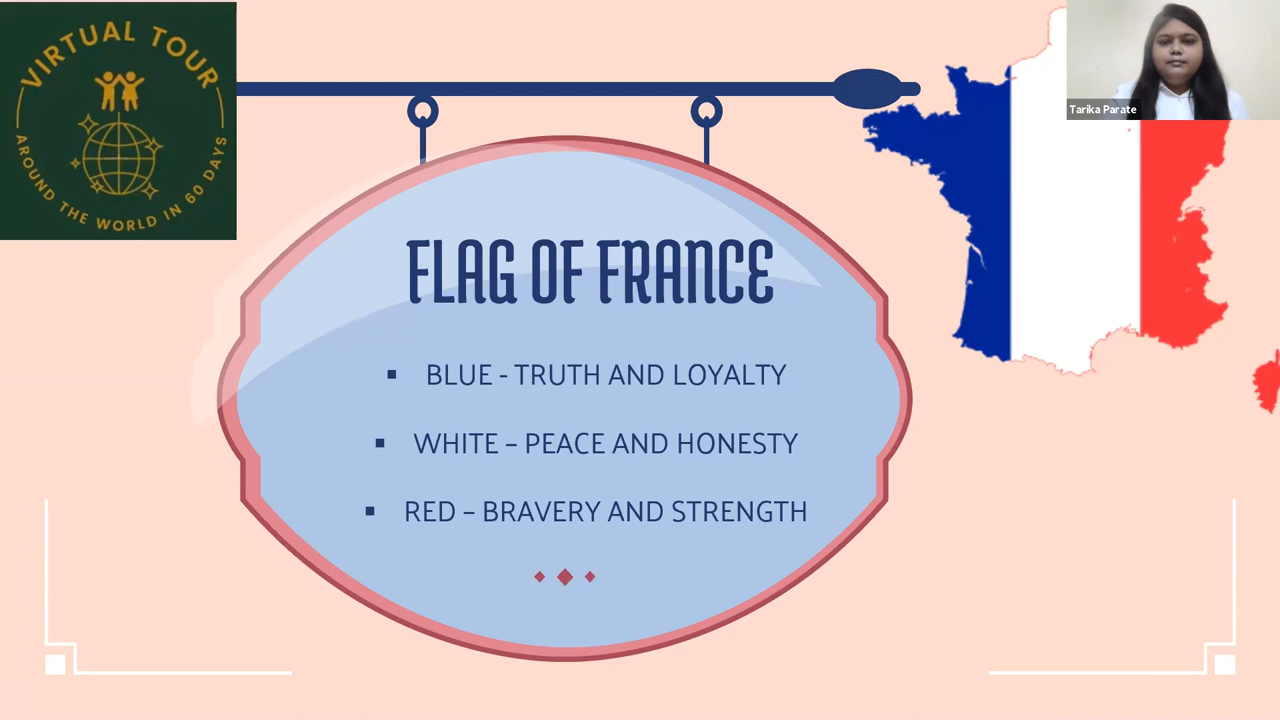 VIRTUAL TOUR
AROUND THE WORLD IN 60 DAYS
Tarika Parate
FLAG OF FRANCE
▪ BLUE - TRUTH AND LOYALTY
▪ WHITE – PEACE AND HONESTY
▪ RED – BRAVERY AND STRENGTH